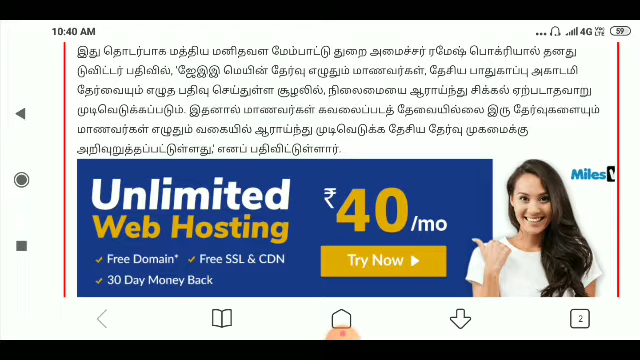 10:40 AM
4G
VoLTE
59
இது தொடர்பாக மத்திய மனிதவள மேம்பாட்டு துறை அமைச்சர் ரமேஷ் பொக்ரியால் தனது
டுவிட்டர் பதிவில், 'ஜேஇஇ மெயின் தேர்வு எழுதும் மாணவர்கள், தேசிய பாதுகாப்பு அகாடமி
தேர்வையும் எழுத பதிவு செய்துள்ள சூழலில், நிலைமையை ஆராய்ந்து சிக்கல் ஏற்படாதவாறு
முடிவெடுக்கப்படும். இதனால் மாணவர்கள் கவலைப்படத் தேவையில்லை இரு தேர்வுகளையும்
மாணவர்கள் எழுதும் வகையில் ஆராய்ந்து முடிவெடுக்க தேசிய தேர்வு முகமைக்கு
அறிவுறுத்தப்பட்டுள்ளது,' எனப் பதிவிட்டுள்ளார்.
Unlimited
Web Hosting
Free Domain* Free SSL & CDN
30 Day Money Back
₹40/mo
Try Now
Miles
2